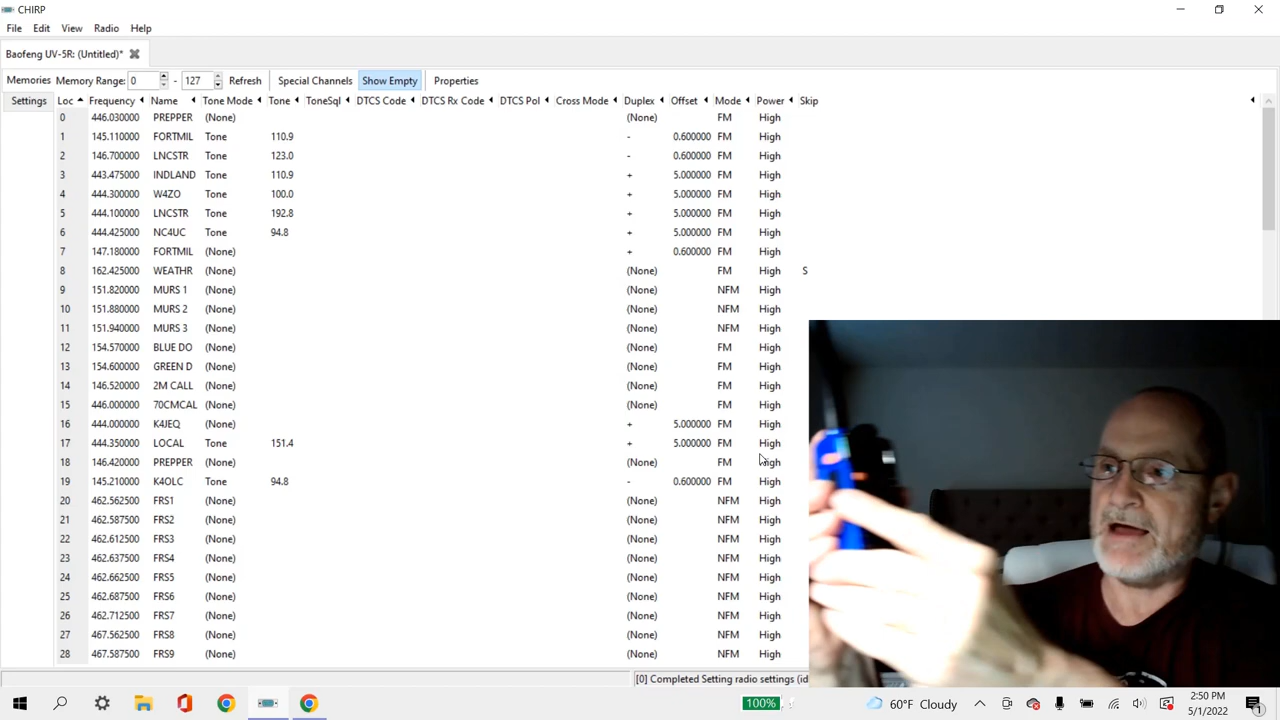 CHIRP
File Edit View Radio Help
Baofeng UV-5R: (Untitled)*
Memories Memory Range: 0 - 127 Refresh Special Channels Show Empty Properties
Settings Loc Frequency Name Tone Mode Tone ToneSql DTCS Code DTCS Rx Code DTCS Pol Cross Mode Duplex Offset Mode Power Skip
0 446.030000 PREPPER (None) (None) FM High
1 145.110000 FORTMIL Tone 110.9 - 0.600000 FM High
2 146.700000 LNCSTR Tone 123.0 - 0.600000 FM High
3 443.475000 INDLAND Tone 110.9 + 5.000000 FM High
4 444.300000 W4ZO Tone 100.0 + 5.000000 FM High
5 444.100000 LNCSTR Tone 192.8 + 5.000000 FM High
6 444.425000 NC4UC Tone 94.8 + 5.000000 FM High
7 147.180000 FORTMIL (None) + 0.600000 FM High
8 162.425000 WEATHR (None) (None) FM High S
9 151.820000 MURS 1 (None) (None) NFM High
10 151.880000 MURS 2 (None) (None) NFM High
11 151.940000 MURS 3 (None) (None) NFM High
12 154.570000 BLUE DO (None) (None) FM High
13 154.600000 GREEN D (None) (None) FM High
14 146.520000 2M CALL (None) (None) FM High
15 446.000000 70CMCAL (None) (None) FM High
16 444.000000 K4JEQ (None) + 5.000000 FM High
17 444.350000 LOCAL Tone 151.4 + 5.000000 FM High
18 146.420000 PREPPER (None) (None) FM High
19 145.210000 K4OLC Tone 94.8 - 0.600000 FM High
20 462.562500 FRS1 (None) (None) NFM High
21 462.587500 FRS2 (None) (None) NFM High
22 462.612500 FRS3 (None) (None) NFM High
23 462.637500 FRS4 (None) (None) NFM High
24 462.662500 FRS5 (None) (None) NFM High
25 462.687500 FRS6 (None) (None) NFM High
26 462.712500 FRS7 (None) (None) NFM High
27 467.562500 FRS8 (None) (None) NFM High
28 467.587500 FRS9 (None) (None) NFM High
[0] Completed Setting radio settings (id
100% 60°F Cloudy 2:50 PM
5/1/2022 1